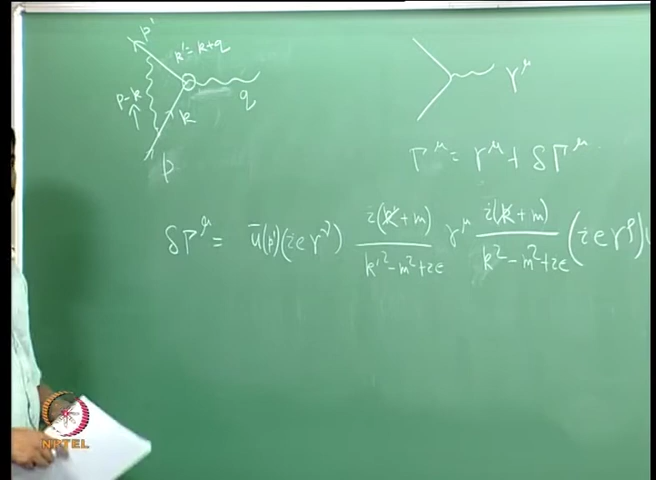 p'
k' = k+q
p-k
k
q
p
γ^μ
Γ^μ = γ^μ + δΓ^μ
δΓ^μ = ū(p')(ieγ^ν) i(k̸'+m)/(k'^2-m^2+iε) γ^μ i(k̸+m)/(k^2-m^2+iε) (ieγ^ρ)u
NPTEL